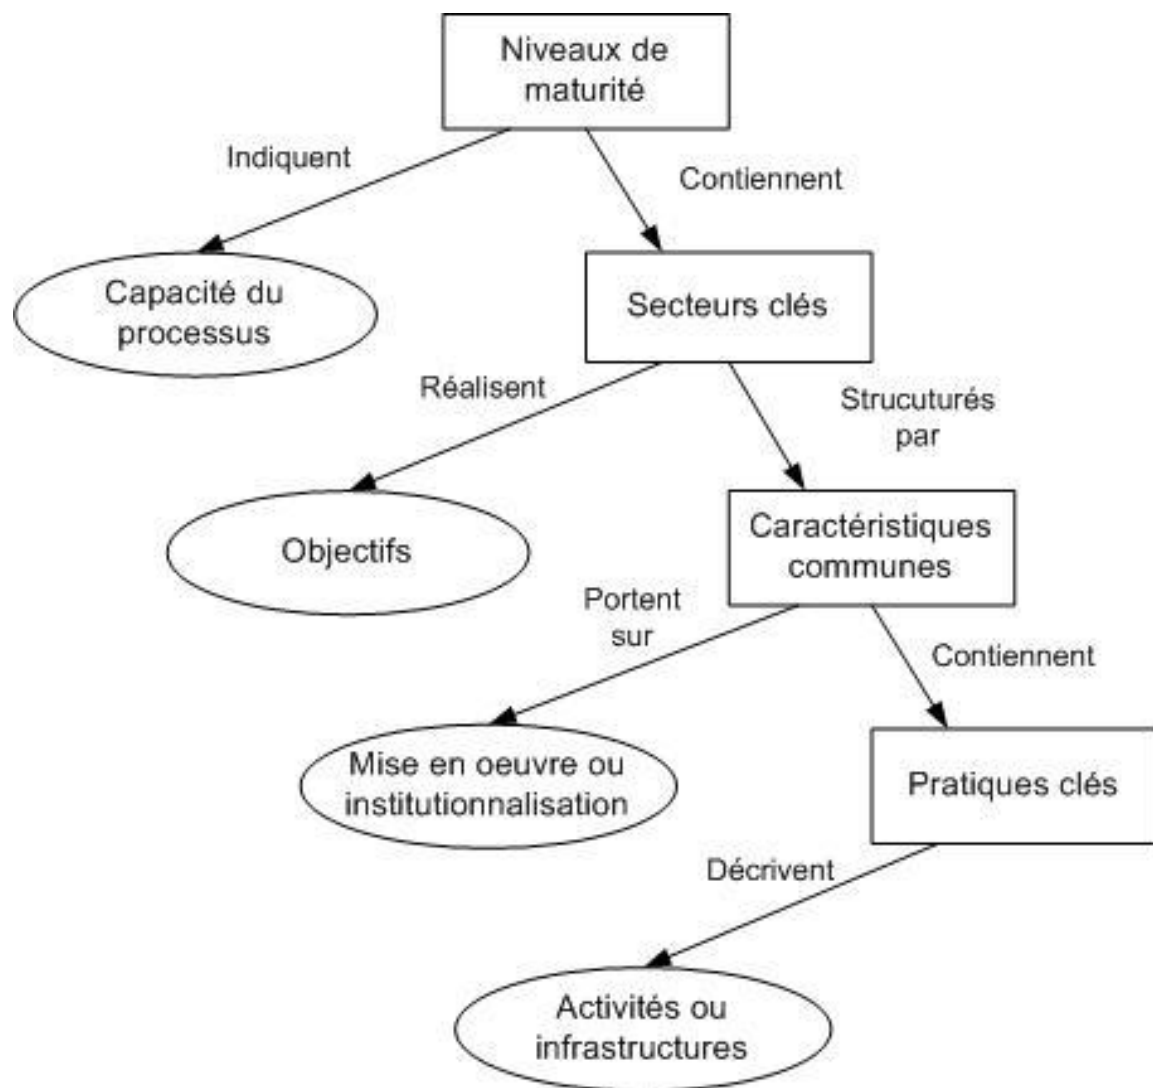 Niveaux de
maturité
Indiquent
Contiennent
Capacité du
processus
Secteurs clés
Réalisent
Strucuturés
par
Objectifs
Caractéristiques
communes
Portent
sur
Contiennent
Mise en oeuvre ou
institutionnalisation
Pratiques clés
Décrivent
Activités ou
infrastructures